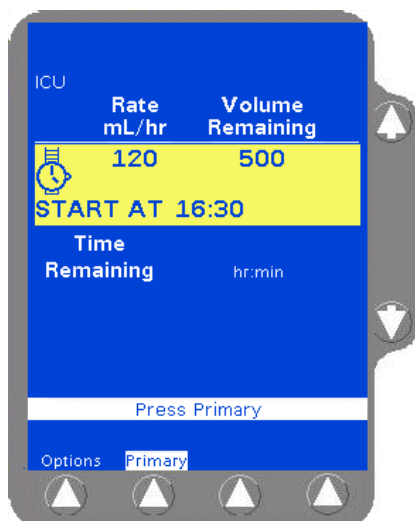 ICU
Rate Volume
mL/hr Remaining
120 500
START AT 16:30
Time
Remaining hr:min
Press Primary
Options Primary